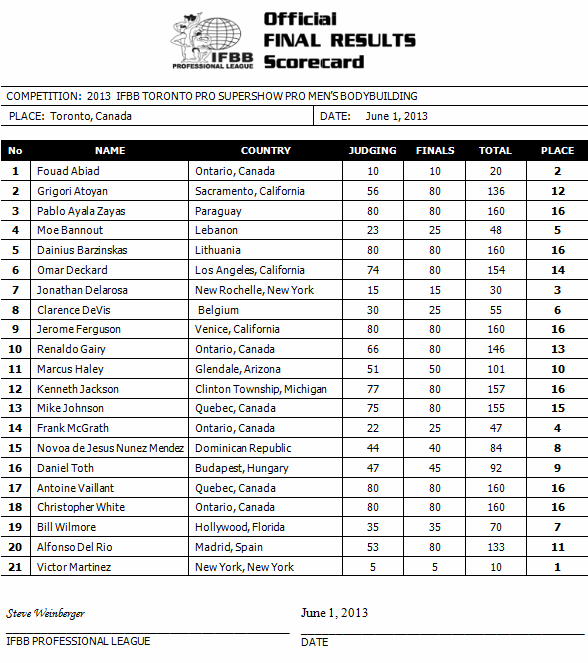 Official
FINAL RESULTS
Scorecard
IFBB
PROFESSIONAL LEAGUE
COMPETITION: 2013 IFBB TORONTO PRO SUPERSHOW PRO MEN'S BODYBUILDING
PLACE: Toronto, Canada DATE: June 1, 2013
No NAME COUNTRY JUDGING FINALS TOTAL PLACE
1 Fouad Abiad Ontario, Canada 10 10 20 2
2 Grigori Atoyan Sacramento, California 56 80 136 12
3 Pablo Ayala Zayas Paraguay 80 80 160 16
4 Moe Bannout Lebanon 23 25 48 5
5 Dainius Barzinskas Lithuania 80 80 160 16
6 Omar Deckard Los Angeles, California 74 80 154 14
7 Jonathan Delarosa New Rochelle, New York 15 15 30 3
8 Clarence DeVis Belgium 30 25 55 6
9 Jerome Ferguson Venice, California 80 80 160 16
10 Renaldo Gairy Ontario, Canada 66 80 146 13
11 Marcus Haley Glendale, Arizona 51 50 101 10
12 Kenneth Jackson Clinton Township, Michigan 77 80 157 16
13 Mike Johnson Quebec, Canada 75 80 155 15
14 Frank McGrath Ontario, Canada 22 25 47 4
15 Novoa de Jesus Nunez Mendez Dominican Republic 44 40 84 8
16 Daniel Toth Budapest, Hungary 47 45 92 9
17 Antoine Vaillant Quebec, Canada 80 80 160 16
18 Christopher White Ontario, Canada 80 80 160 16
19 Bill Wilmore Hollywood, Florida 35 35 70 7
20 Alfonso Del Rio Madrid, Spain 53 80 133 11
21 Victor Martinez New York, New York 5 5 10 1
Steve Weinberger June 1, 2013
IFBB PROFESSIONAL LEAGUE DATE